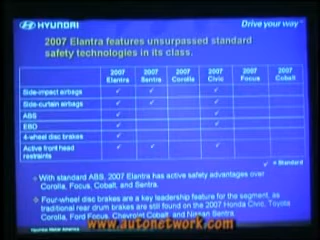 HYUNDAI Drive your way
2007 Elantra features unsurpassed standard
safety technologies in its class.
2007 Elantra 2007 Sentra 2007 Corolla 2007 Civic 2007 Focus 2007 Cobalt
Side-impact airbags ✓ ✓ ✓
Side-curtain airbags ✓ ✓ ✓
ABS ✓ ✓
EBD ✓ ✓
4-wheel disc brakes ✓
Active front head restraints ✓ ✓ ✓
✓ = Standard
~ With standard ABS, 2007 Elantra has active safety advantages over
Corolla, Focus, Cobalt, and Sentra.
~ Four-wheel disc brakes are a key leadership feature for the segment, as
traditional rear drum brakes are still found on the 2007 Honda Civic, Toyota
Corolla, Ford Focus, Chevrolet Cobalt, and Nissan Sentra.
Hyundai Motor America
www.autonetwork.com